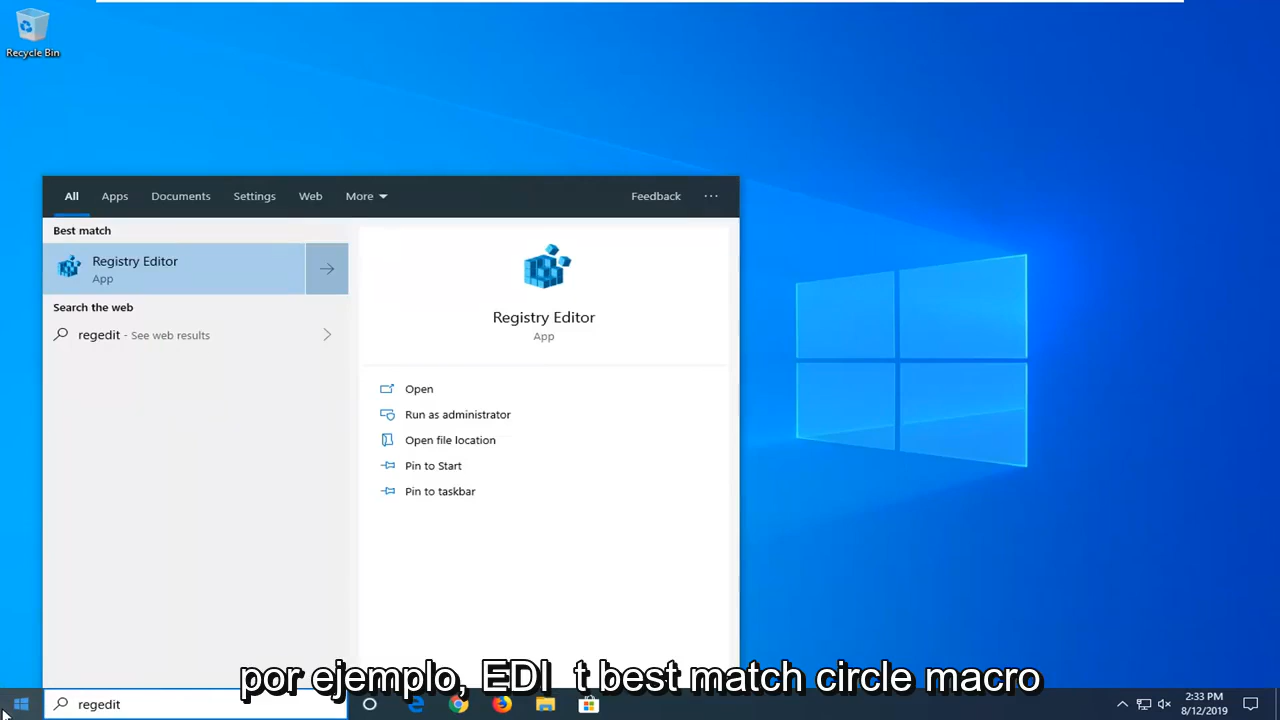 Recycle Bin
All Apps Documents Settings Web More Feedback ...
Best match
Registry Editor
App
Search the web
regedit - See web results
Registry Editor
App
Open
Run as administrator
Open file location
Pin to Start
Pin to taskbar
por ejemplo, EDI t best match circle macro
regedit
2:33 PM
8/12/2019